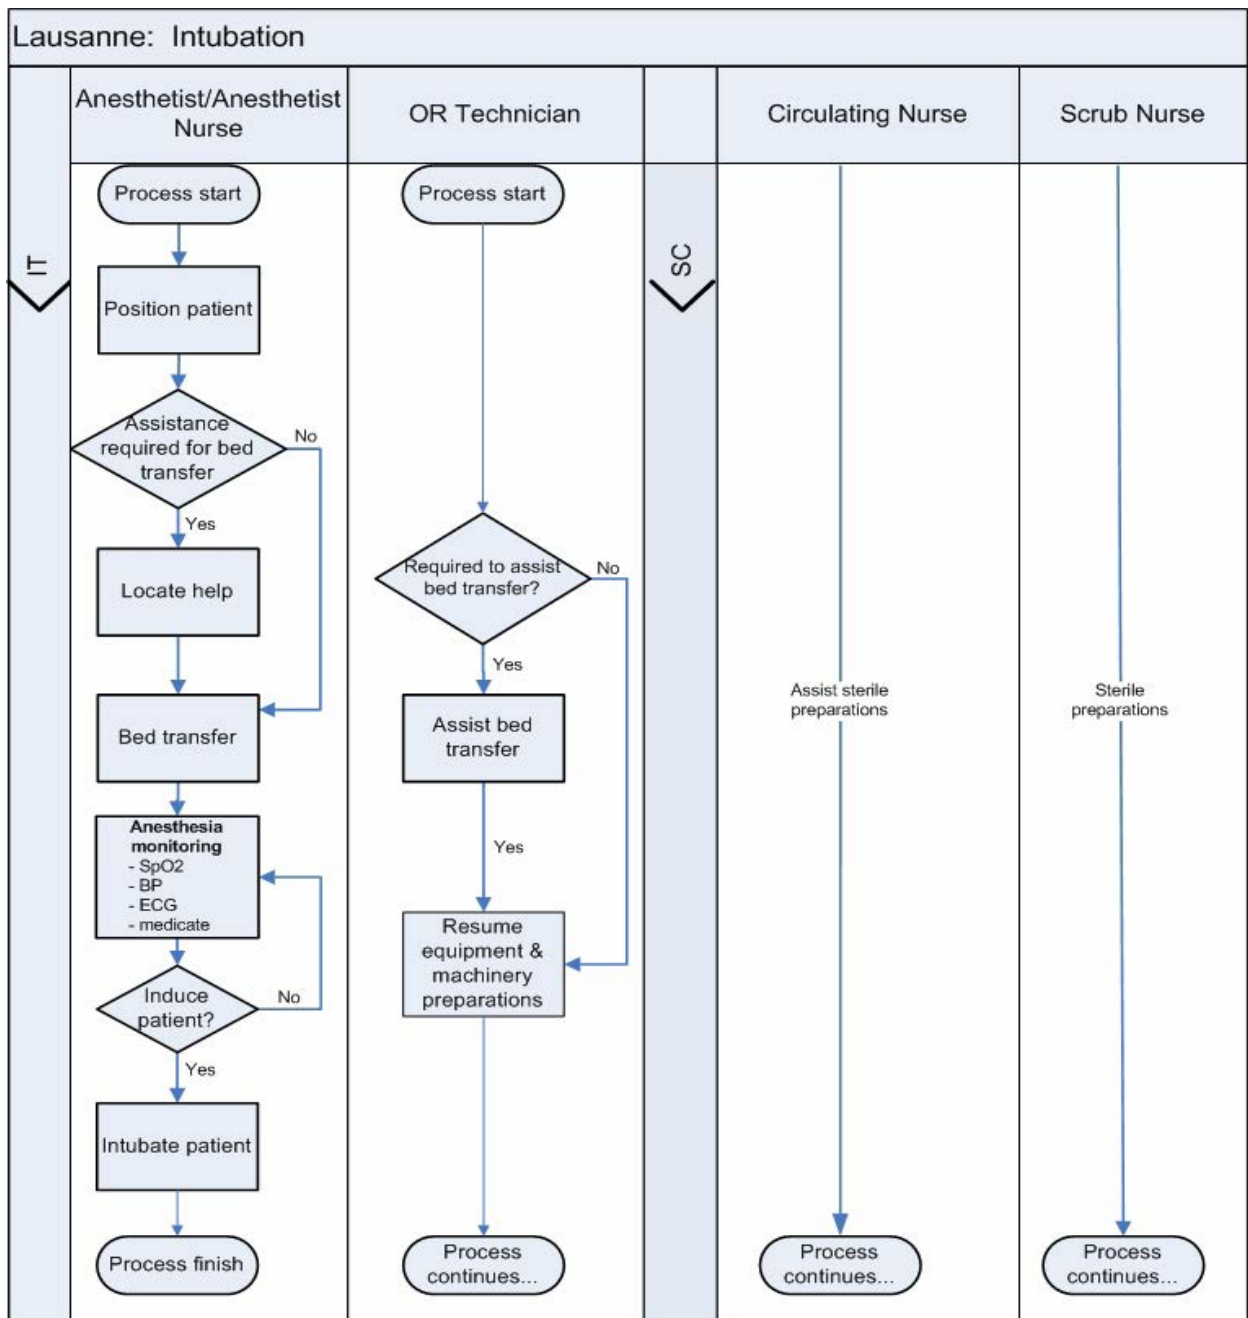 Lausanne: Intubation
IT
Anesthetist/Anesthetist
Nurse
Process start
Position patient
Assistance
required for bed
transfer
No
Yes
Locate help
Bed transfer
Anesthesia
monitoring
- SpO2
- BP
- ECG
- medicate
Induce
patient?
No
Yes
Intubate patient
Process finish
OR Technician
Process start
Required to assist
bed transfer?
No
Yes
Assist bed
transfer
Yes
Resume
equipment &
machinery
preparations
Process
continues...
SC
Circulating Nurse
Assist sterile
preparations
Process
continues...
Scrub Nurse
Sterile
preparations
Process
continues...